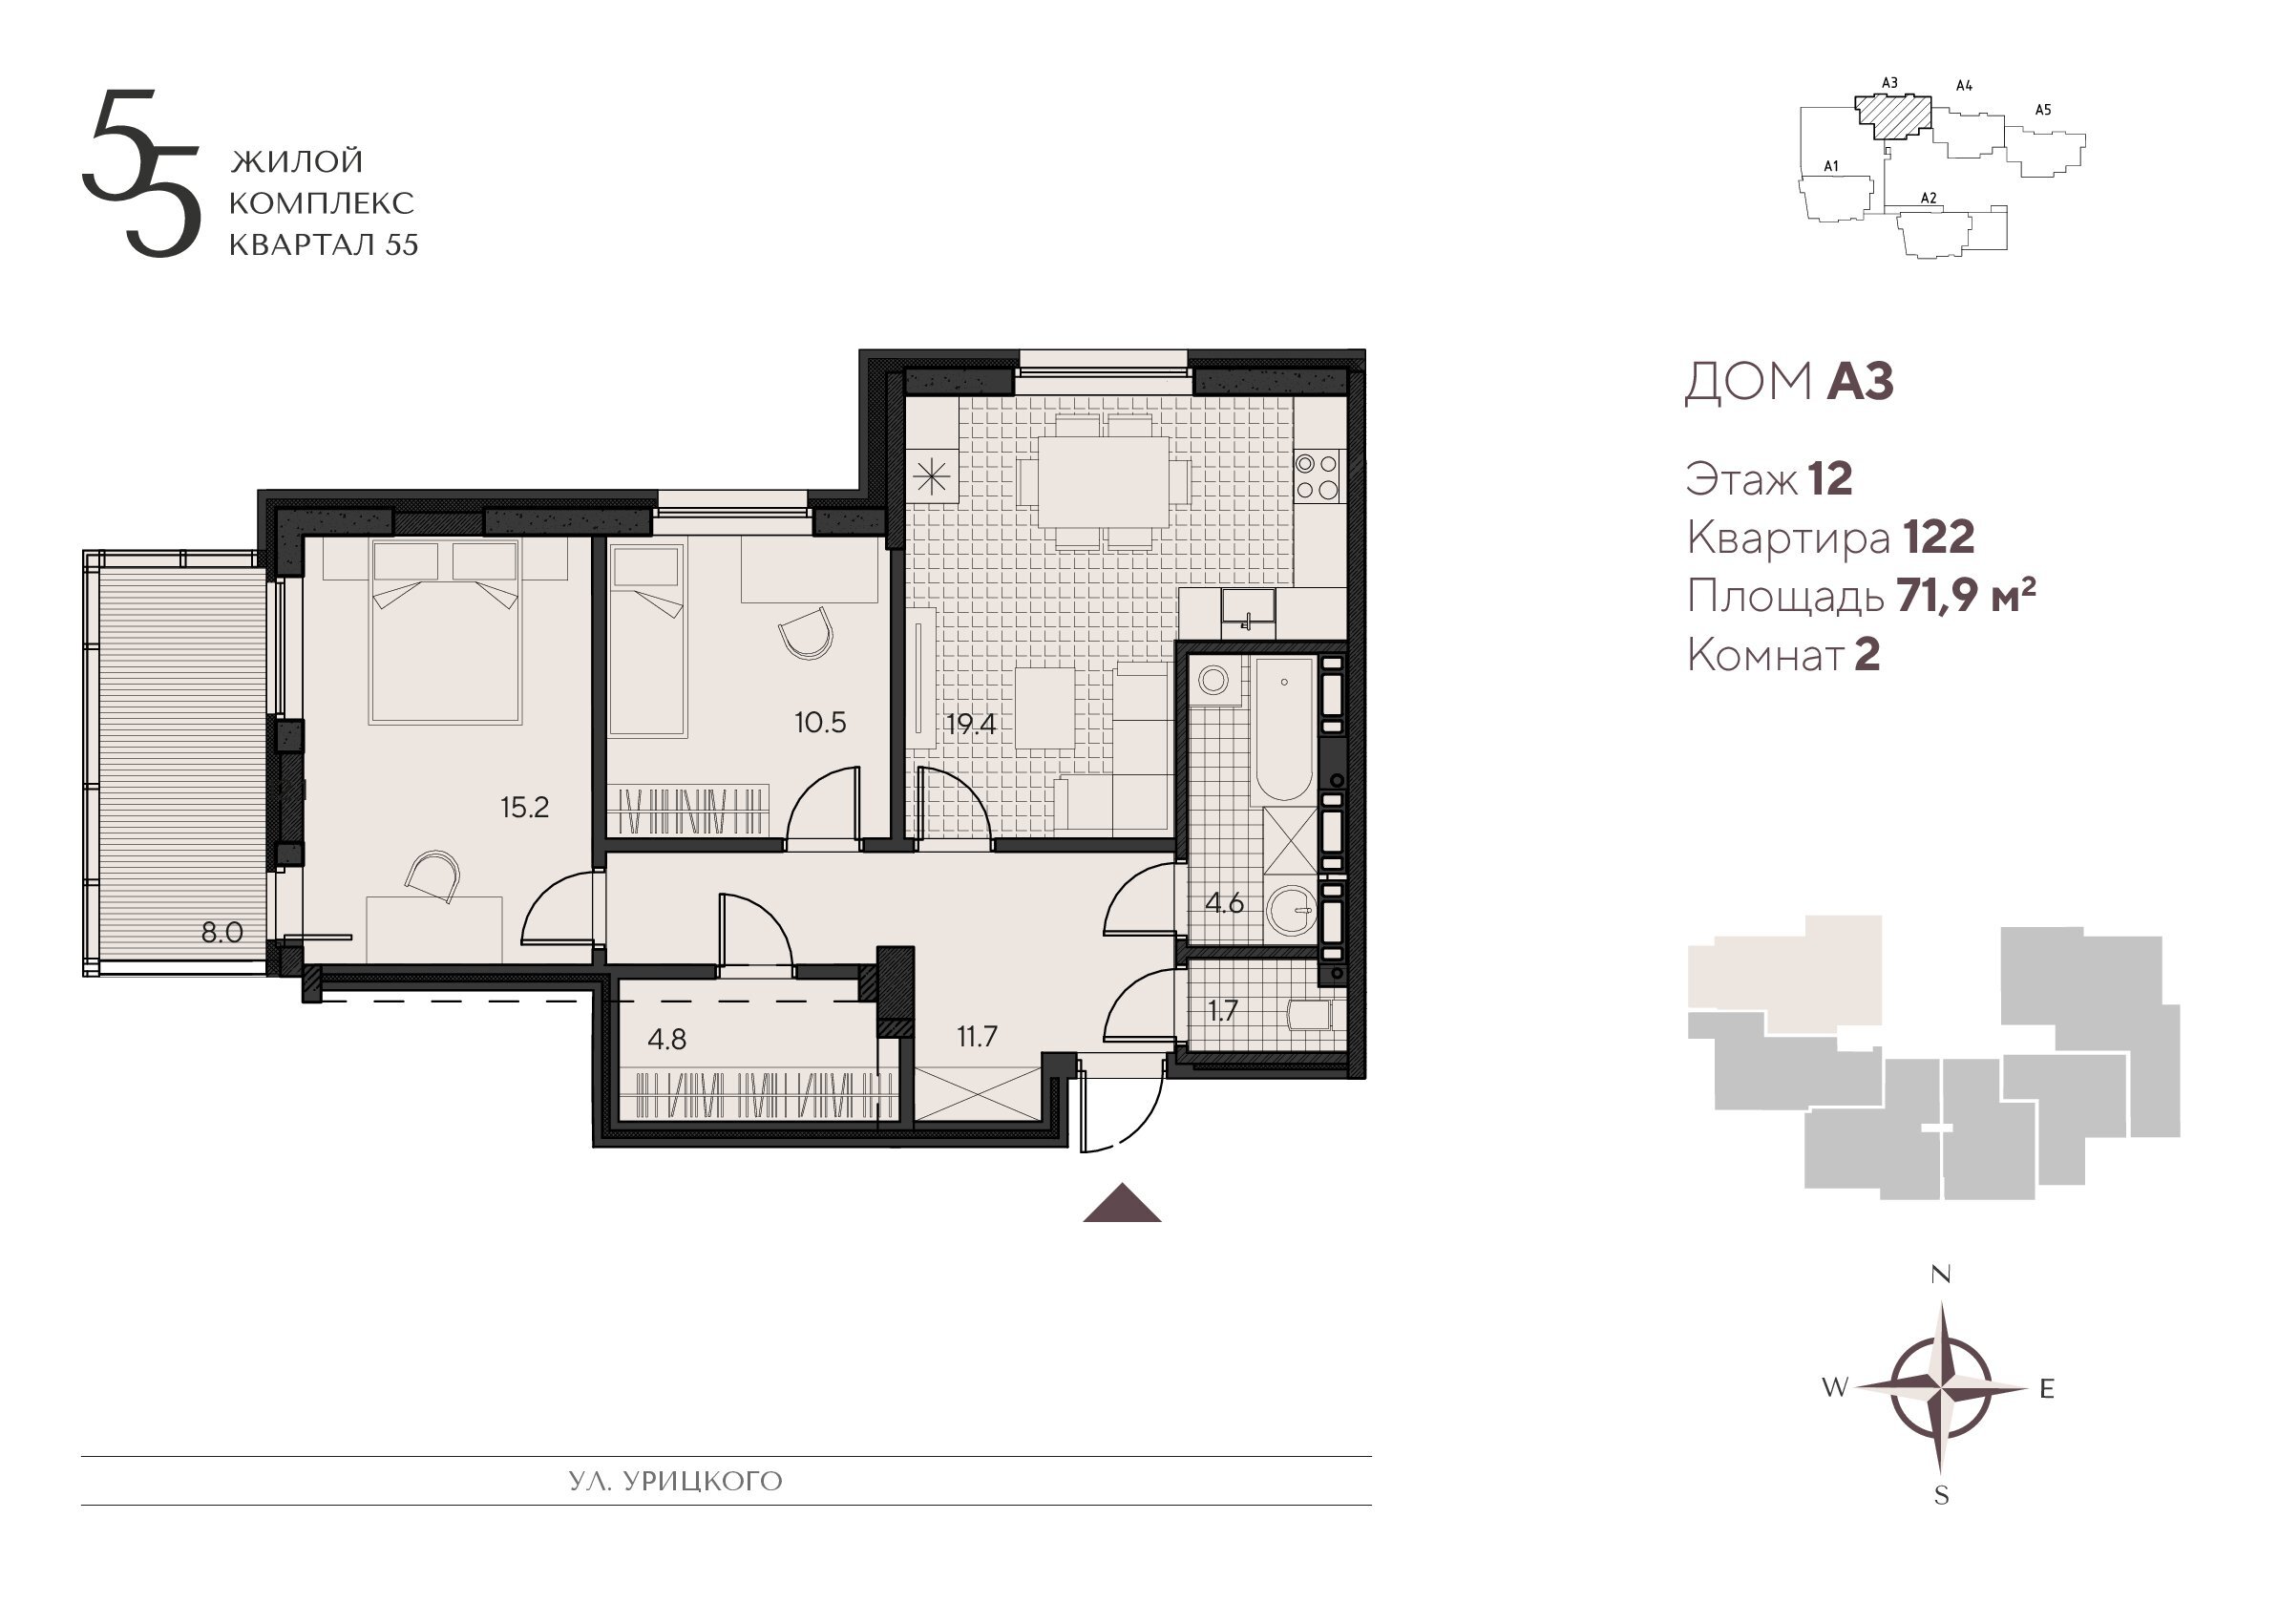 55
ЖИЛОЙ
КОМПЛЕКС
КВАРТАЛ 55
A3
A4
A5
A1
A2
ДОМ А3
Этаж 12
Квартира 122
Площадь 71,9 м²
Комнат 2
10.5
19.4
15.2
4.6
8.0
1.7
11.7
4.8
N
W
E
S
УЛ. УРИЦКОГО